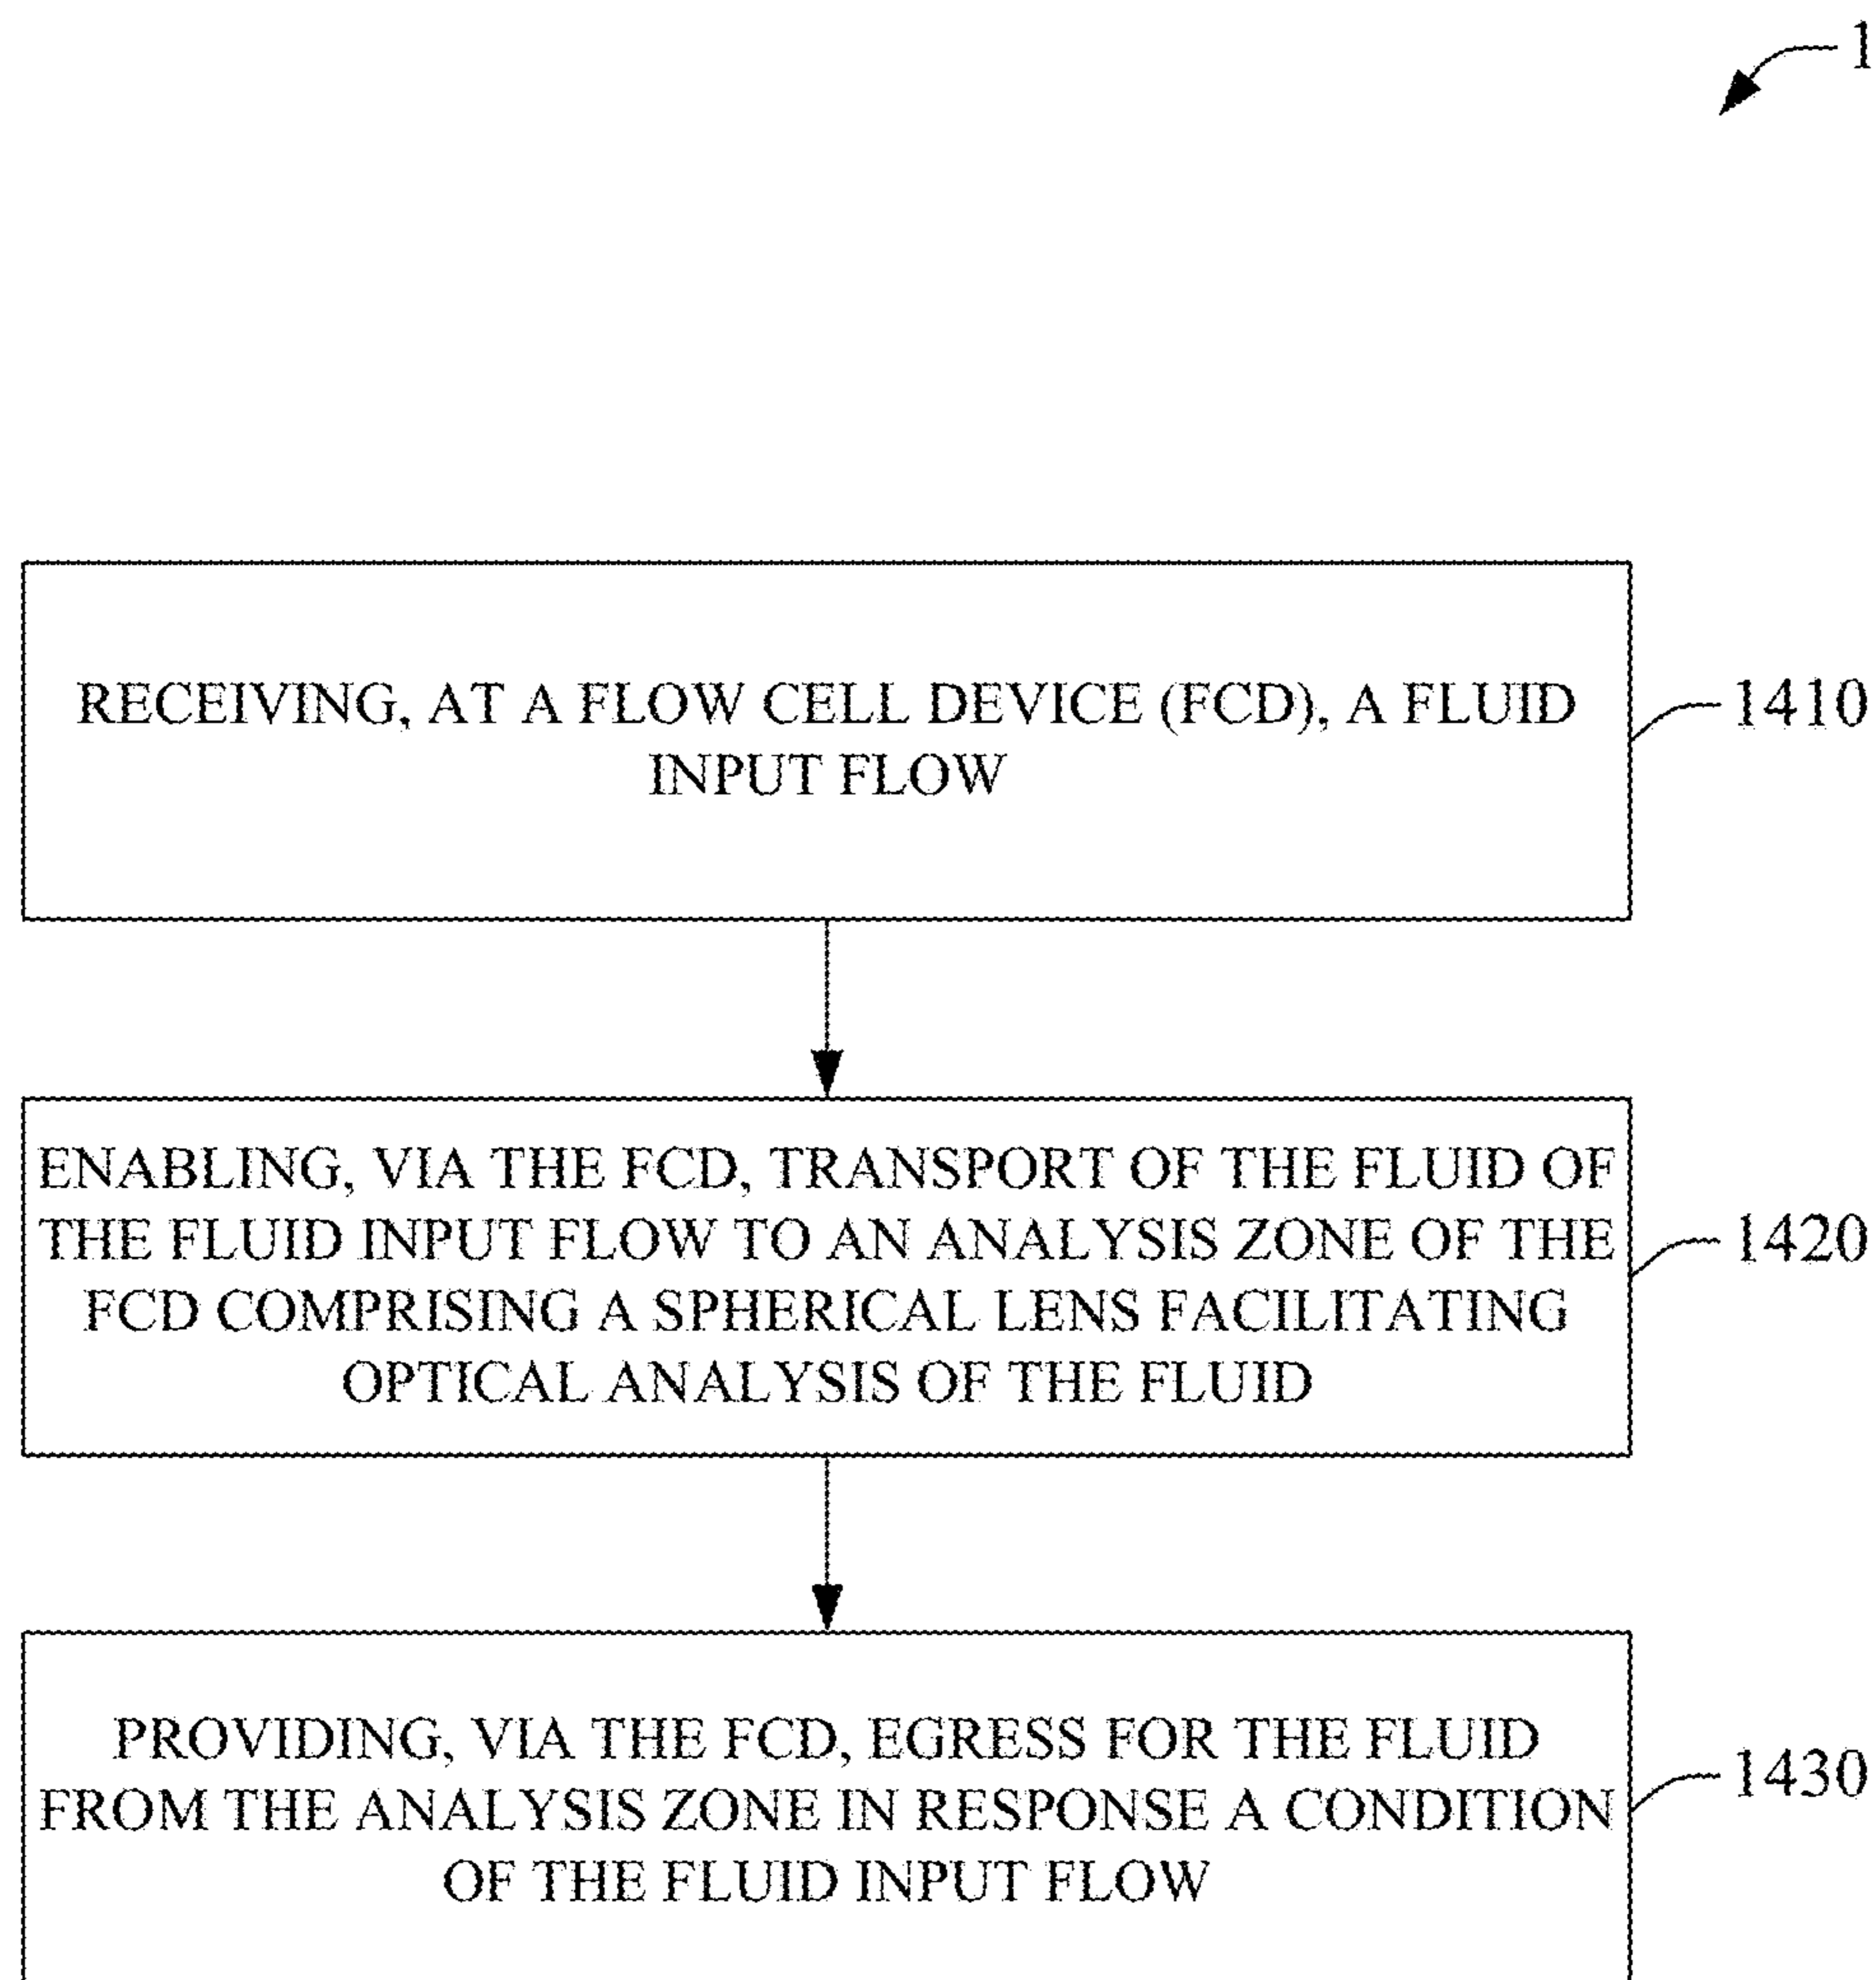 1
RECEIVING, AT A FLOW CELL DEVICE (FCD), A FLUID
INPUT FLOW
1410
ENABLING, VIA THE FCD, TRANSPORT OF THE FLUID OF
THE FLUID INPUT FLOW TO AN ANALYSIS ZONE OF THE
FCD COMPRISING A SPHERICAL LENS FACILITATING
OPTICAL ANALYSIS OF THE FLUID
1420
PROVIDING, VIA THE FCD, EGRESS FOR THE FLUID
FROM THE ANALYSIS ZONE IN RESPONSE A CONDITION
OF THE FLUID INPUT FLOW
1430